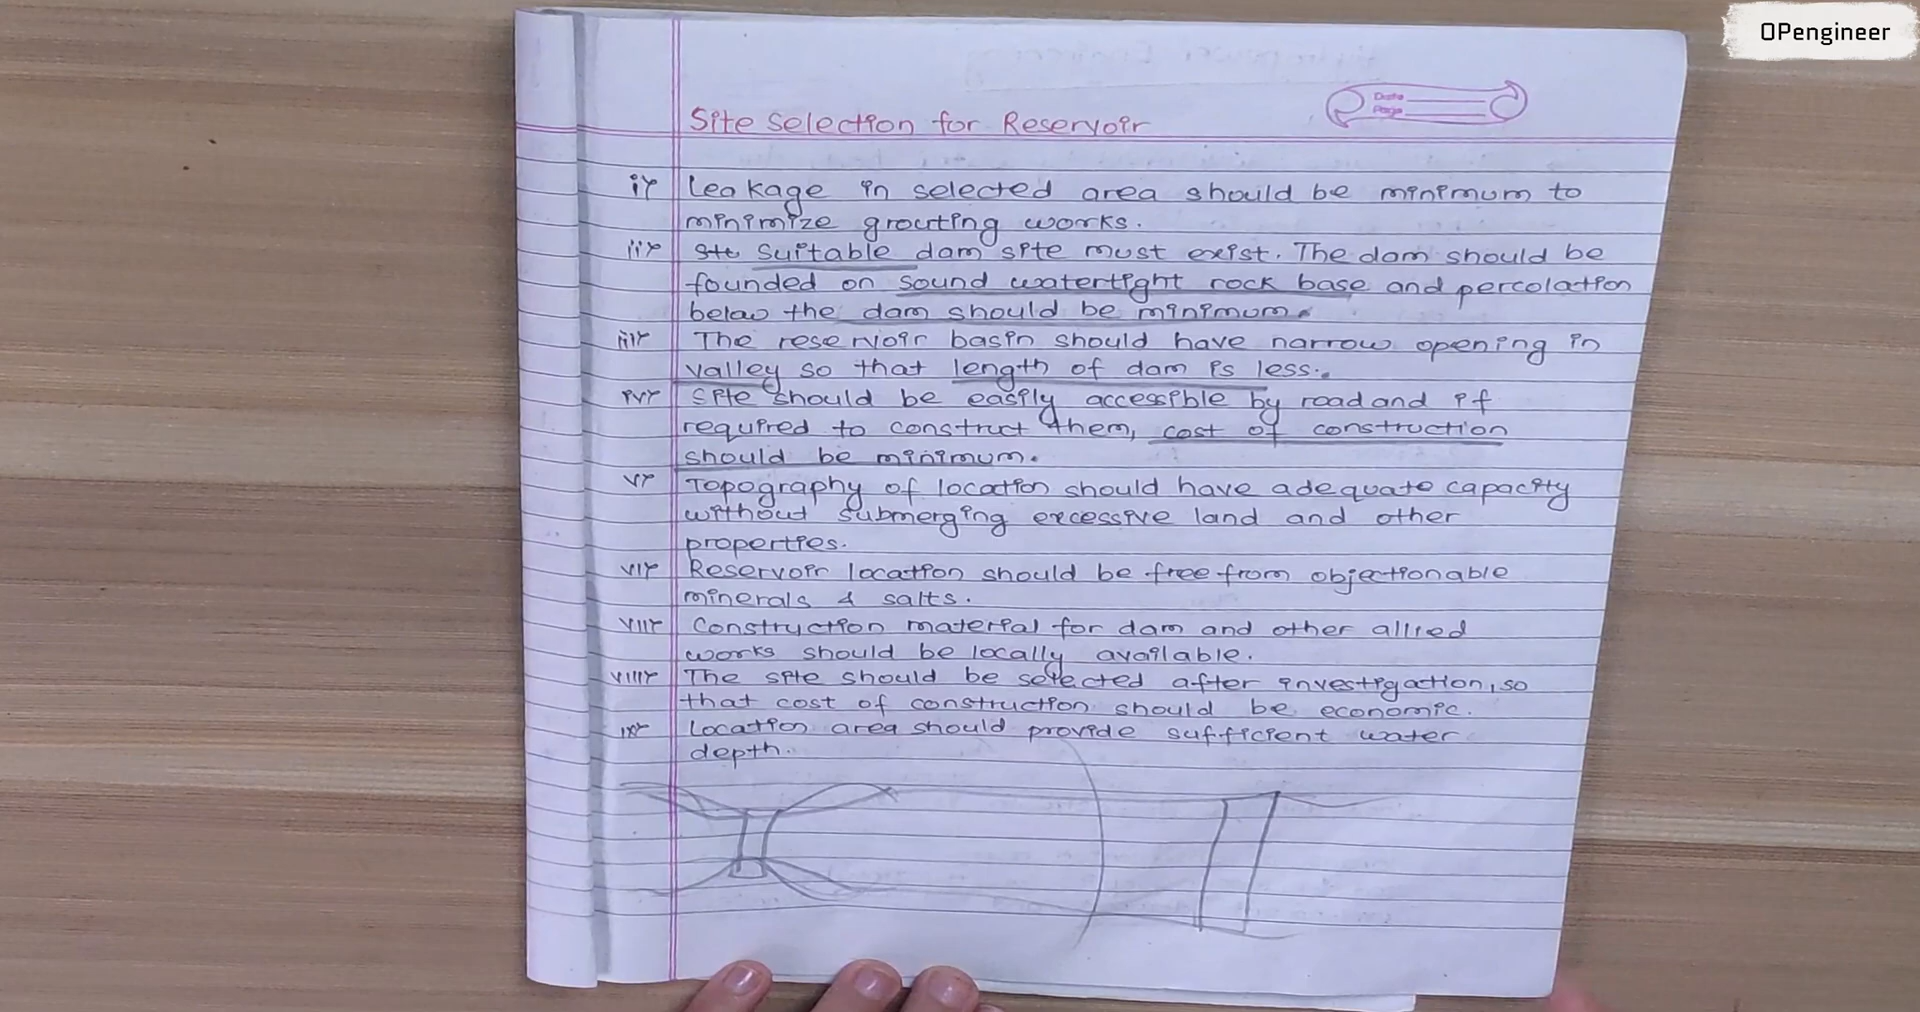 OPengineer
Date
Page
Site Selection for Reservoir
i) Leakage in selected area should be minimum to
minimize grouting works.
ii) Suitable dam site must exist. The dam should be
founded on sound watertight rock base and percolation
below the dam should be minimum.
iii) The reservoir basin should have narrow opening in
valley so that length of dam is less.
iv) Site should be easily accessible by road and if
required to construct them, cost of construction
should be minimum.
v) Topography of location should have adequate capacity
without submerging excessive land and other
properties.
vi) Reservoir location should be free from objectionable
minerals & salts.
vii) Construction material for dam and other allied
works should be locally available.
viii) The site should be selected after investigation, so
that cost of construction should be economic.
ix) Location area should provide sufficient water
depth.